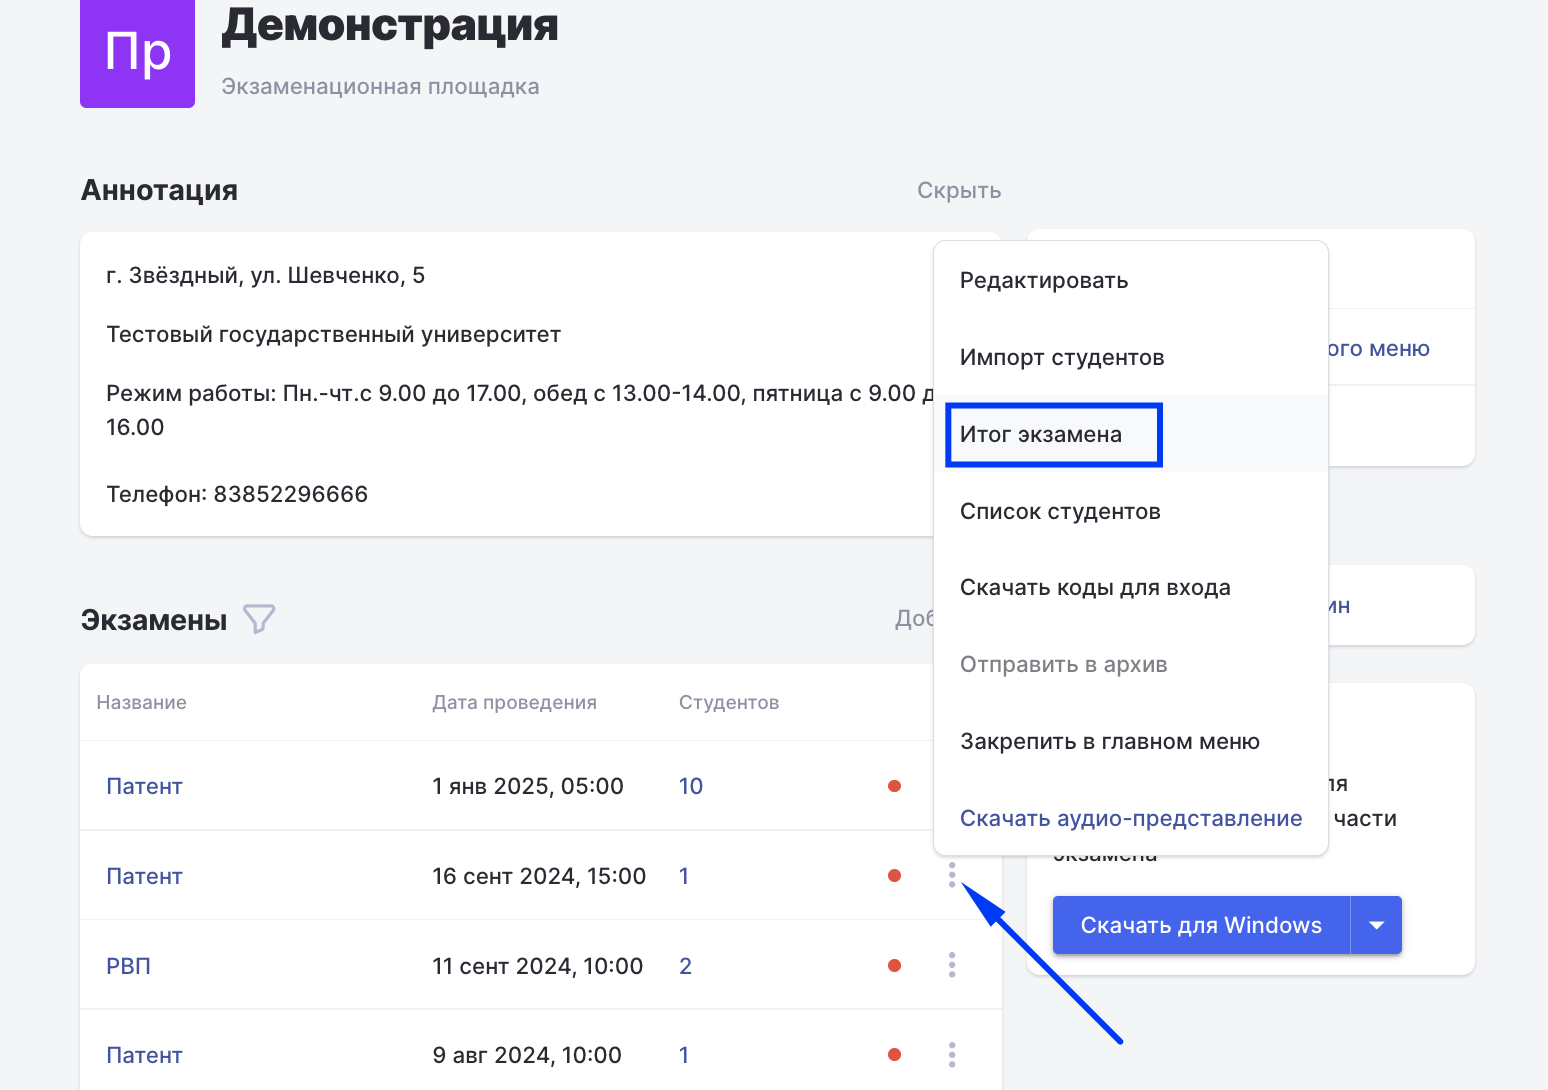 Пр
Демонстрация
Экзаменационная площадка
Аннотация
Скрыть
г. Звёздный, ул. Шевченко, 5
Тестовый государственный университет
Режим работы: Пн.-чт.с 9.00 до 17.00, обед с 13.00-14.00, пятница с 9.00 д
16.00
Телефон: 83852296666
Редактировать
Импорт студентов
Итог экзамена
Список студентов
Скачать коды для входа
Отправить в архив
Закрепить в главном меню
Скачать аудио-представление
ого меню
ин
ля
части
экзамена
Скачать для Windows
Экзамены
Доб
Название Дата проведения Студентов
Патент 1 янв 2025, 05:00 10
Патент 16 сент 2024, 15:00 1
РВП 11 сент 2024, 10:00 2
Патент 9 авг 2024, 10:00 1